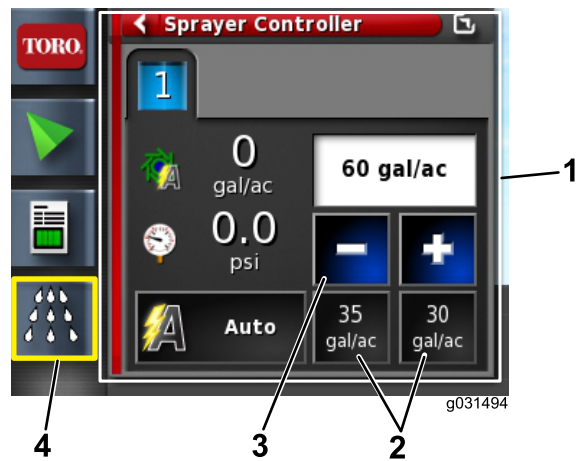 TORO.
Sprayer Controller
1
0
gal/ac
60 gal/ac
0.0
psi
A Auto
35
gal/ac
30
gal/ac
1
2
3
4
g031494